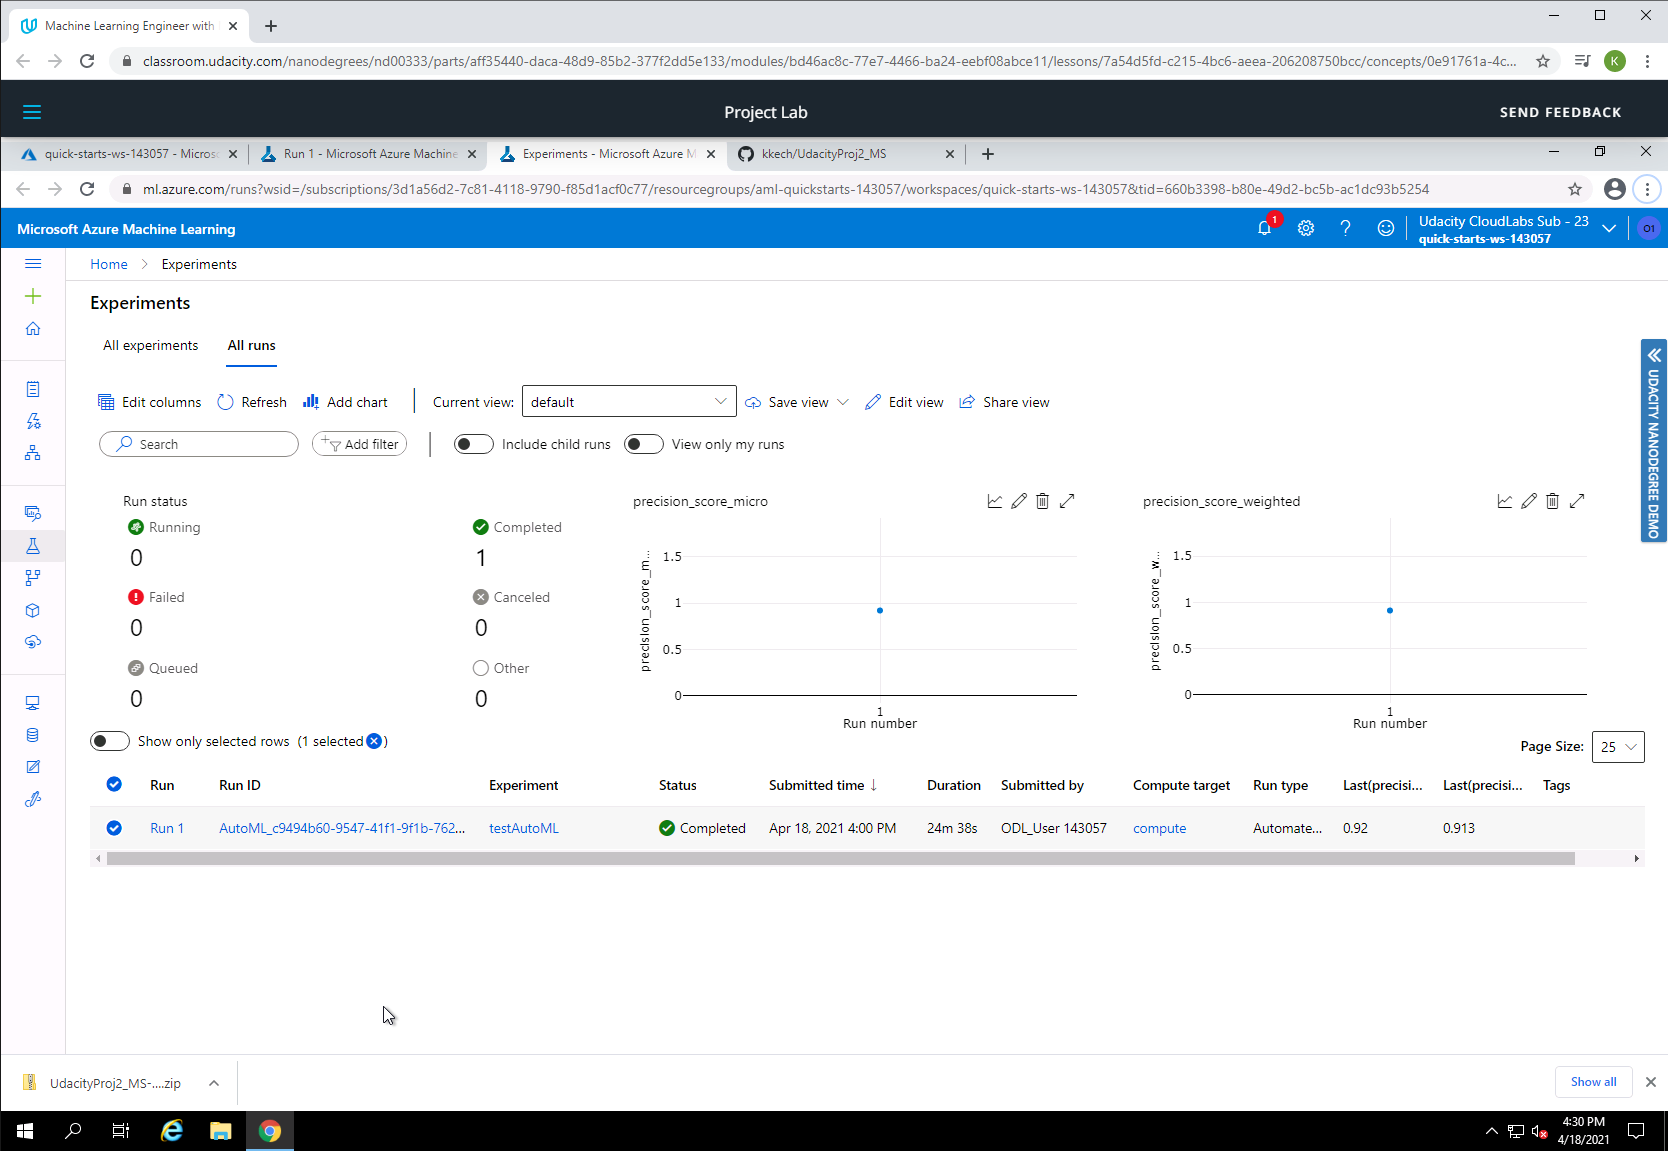 Machine Learning Engineer with
classroom.udacity.com/nanodegrees/nd00333/parts/aff35440-daca-48d9-85b2-377f2dd5e133/modules/bd46ac8c-77e7-4466-ba24-eebf08abce11/lessons/7a54d5fd-c215-4bc6-aeea-206208750bcc/concepts/0e91761a-4c...
K
Project Lab
SEND FEEDBACK
quick-starts-ws-143057 - Micros
Run 1 - Microsoft Azure Machine
Experiments - Microsoft Azure M
kkech/UdacityProj2_MS
ml.azure.com/runs?wsid=/subscriptions/3d1a56d2-7c81-4118-9790-f85d1acf0c77/resourcegroups/aml-quickstarts-143057/workspaces/quick-starts-ws-143057&tid=660b3398-b80e-49d2-bc5b-ac1dc93b5254
Microsoft Azure Machine Learning
1
Udacity CloudLabs Sub - 23
quick-starts-ws-143057
O1
Home > Experiments
Experiments
All experiments
All runs
Edit columns
Refresh
Add chart
Current view:
default
Save view
Edit view
Share view
Search
Add filter
Include child runs
View only my runs
UDACITY NANODEGREE DEMO
Run status
Running
0
Completed
1
Failed
0
Canceled
0
Queued
0
Other
0
precision_score_micro
precision_score_m...
1.5
1
0.5
0
1
Run number
precision_score_weighted
precision_score_w...
1.5
1
0.5
0
1
Run number
Show only selected rows (1 selected )
Page Size:
25
Run Run ID Experiment Status Submitted time ↓ Duration Submitted by Compute target Run type Last(precisi... Last(precisi... Tags
Run 1 AutoML_c9494b60-9547-41f1-9f1b-762... testAutoML Completed Apr 18, 2021 4:00 PM 24m 38s ODL_User 143057 compute Automate... 0.92 0.913
UdacityProj2_MS-....zip
Show all
4:30 PM
4/18/2021